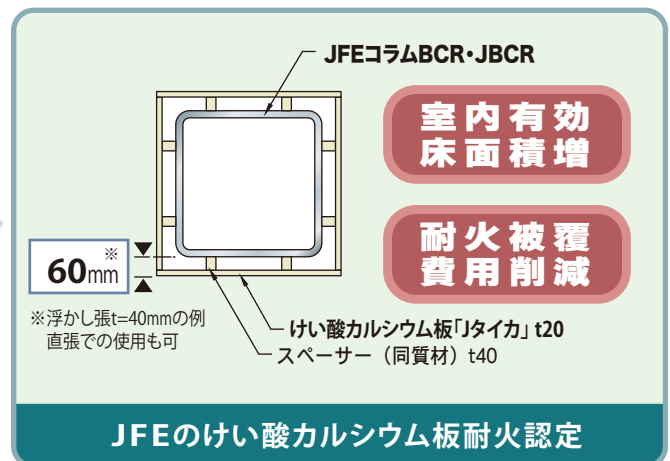 JFEコラムBCR・JBCR
室内有効
床面積増
耐火被覆
費用削減
※
60mm
※浮かし張t=40mmの例
直張での使用も可
けい酸カルシウム板「Jタイカ」t20
スペーサー（同質材）t40
JFEのけい酸カルシウム板耐火認定